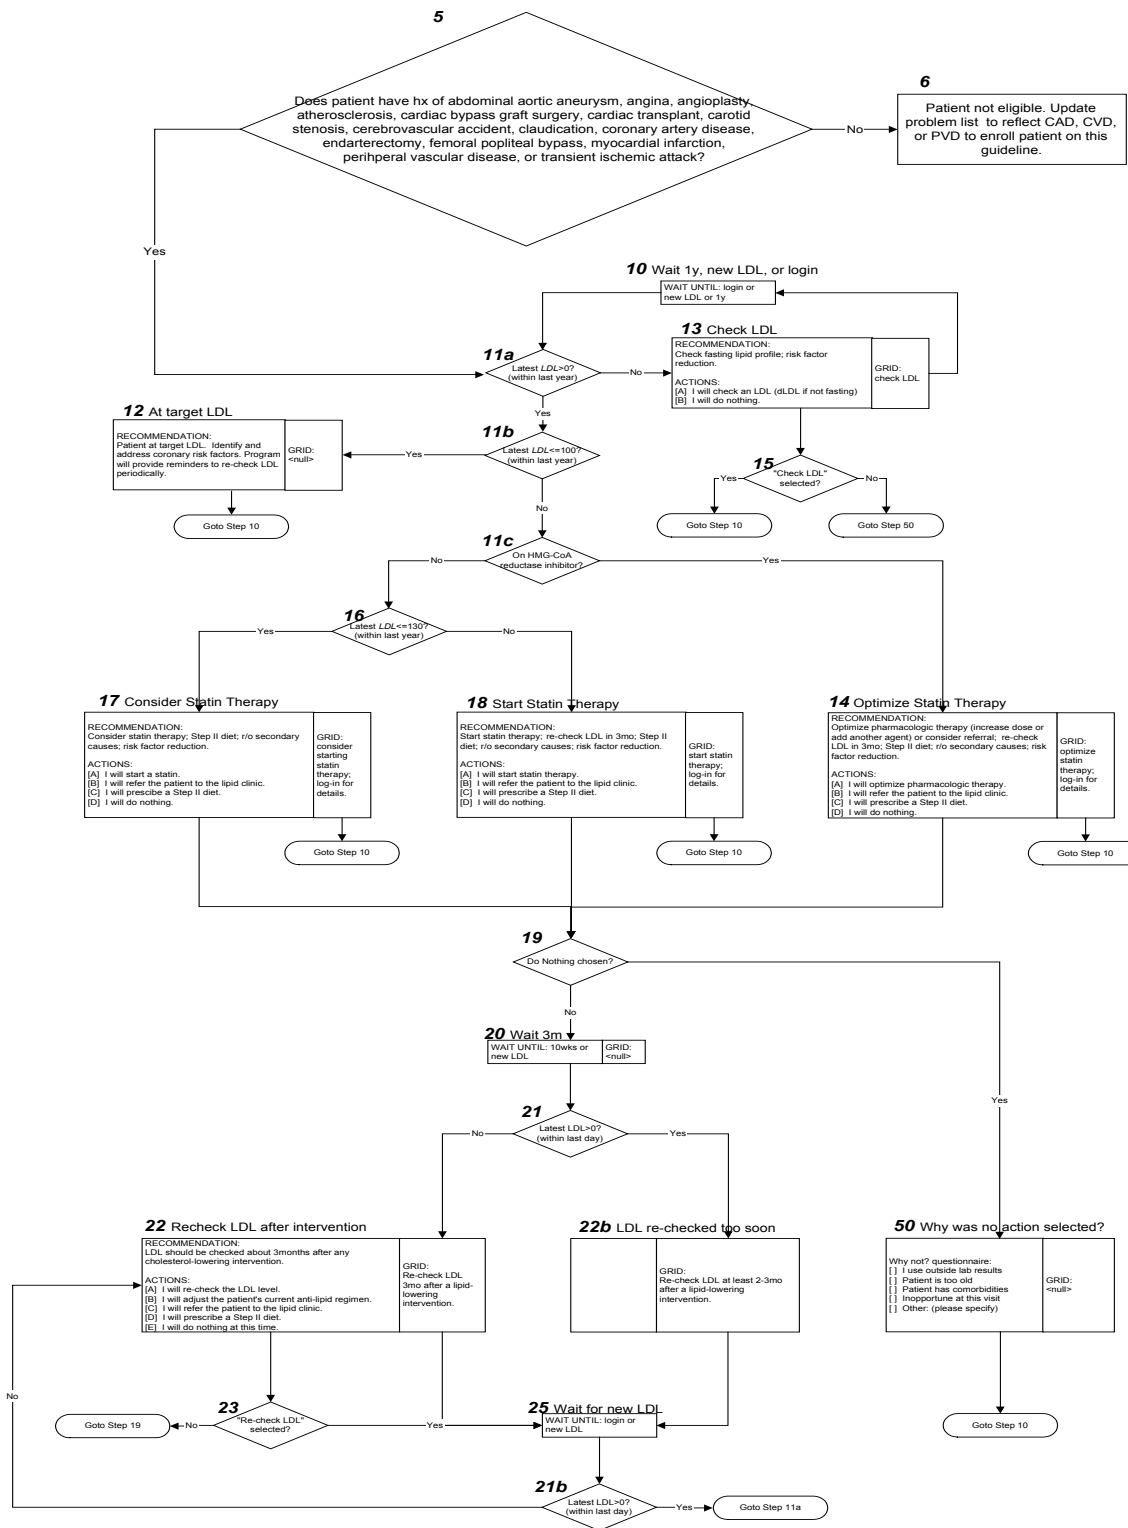 5
Does patient have hx of abdominal aortic aneurysm, angina, angioplasty,
atherosclerosis, cardiac bypass graft surgery, cardiac transplant, carotid
stenosis, cerebrovascular accident, claudication, coronary artery disease,
endarterectomy, femoral popliteal bypass, myocardial infarction,
perihperal vascular disease, or transient ischemic attack?
No
6
Patient not eligible. Update
problem list to reflect CAD, CVD,
or PVD to enroll patient on this
guideline.
Yes
10 Wait 1y, new LDL, or login
WAIT UNTIL: login or
new LDL or 1y
11a
Latest LDL>0?
(within last year)
No
13 Check LDL
RECOMMENDATION:
Check fasting lipid profile; risk factor
reduction.
ACTIONS:
[A] I will check an LDL (dLDL if not fasting)
[B] I will do nothing.
GRID:
check LDL
Yes
12 At target LDL
RECOMMENDATION:
Patient at target LDL. Identify and
address coronary risk factors. Program
will provide reminders to re-check LDL
periodically.
GRID:
<null>
Goto Step 10
Yes
11b
Latest LDL<=100?
(within last year)
No
15
"Check LDL"
selected?
Yes
No
Goto Step 10
Goto Step 50
11c
On HMG-CoA
reductase inhibitor?
No
Yes
16
Latest LDL<=130?
(within last year)
Yes
No
17 Consider Statin Therapy
RECOMMENDATION:
Consider statin therapy; Step II diet; r/o secondary
causes; risk factor reduction.
ACTIONS:
[A] I will start a statin.
[B] I will refer the patient to the lipid clinic.
[C] I will prescibe a Step II diet.
[D] I will do nothing.
GRID:
consider
starting
statin
therapy;
log-in for
details.
Goto Step 10
18 Start Statin Therapy
RECOMMENDATION:
Start statin therapy; re-check LDL in 3mo; Step II
diet; r/o secondary causes; risk factor reduction.
ACTIONS:
[A] I will start statin therapy.
[B] I will refer the patient to the lipid clinic.
[C] I will prescribe a Step II diet.
[D] I will do nothing.
GRID:
start statin
therapy;
log-in for
details.
Goto Step 10
14 Optimize Statin Therapy
RECOMMENDATION:
Optimize pharmacologic therapy (increase dose or
add another agent) or consider referral; re-check
LDL in 3mo; Step II diet; r/o secondary causes; risk
factor reduction.
ACTIONS:
[A] I will optimize pharmacologic therapy.
[B] I will refer the patient to the lipid clinic.
[C] I will prescribe a Step II diet.
[D] I will do nothing.
GRID:
optimize
statin
therapy;
log-in for
details.
Goto Step 10
19
Do Nothing chosen?
No
Yes
20 Wait 3m
WAIT UNTIL: 10wks or
new LDL
GRID:
<null>
21
Latest LDL>0?
(within last day)
No
Yes
22 Recheck LDL after intervention
RECOMMENDATION:
LDL should be checked about 3months after any
cholesterol-lowering intervention.
ACTIONS:
[A] I will re-check the LDL level.
[B] I will adjust the patient's current anti-lipid regimen.
[C] I will refer the patient to the lipid clinic.
[D] I will prescribe a Step II diet.
[E] I will do nothing at this time.
GRID:
Re-check LDL
3mo after a lipid-
lowering
intervention.
22b LDL re-checked too soon
GRID:
Re-check LDL at least 2-3mo
after a lipid-lowering
intervention.
50 Why was no action selected?
Why not? questionnaire:
[ ] I use outside lab results
[ ] Patient is too old
[ ] Patient has comorbidities
[ ] Inopportune at this visit
[ ] Other: (please specify)
GRID:
<null>
Goto Step 10
No
23
"Re-check LDL"
selected?
No
Goto Step 19
Yes
25 Wait for new LDL
WAIT UNTIL: login or
new LDL
21b
Latest LDL>0?
(within last day)
Yes
Goto Step 11a